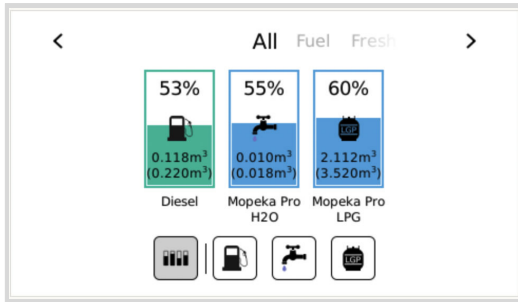 All Fuel Fresh
53% 55% 60%
LGP
0.118m³ 0.010m³ 2.112m³
(0.220m³) (0.018m³) (3.520m³)
Diesel Mopeka Pro Mopeka Pro
H2O LPG
LGP